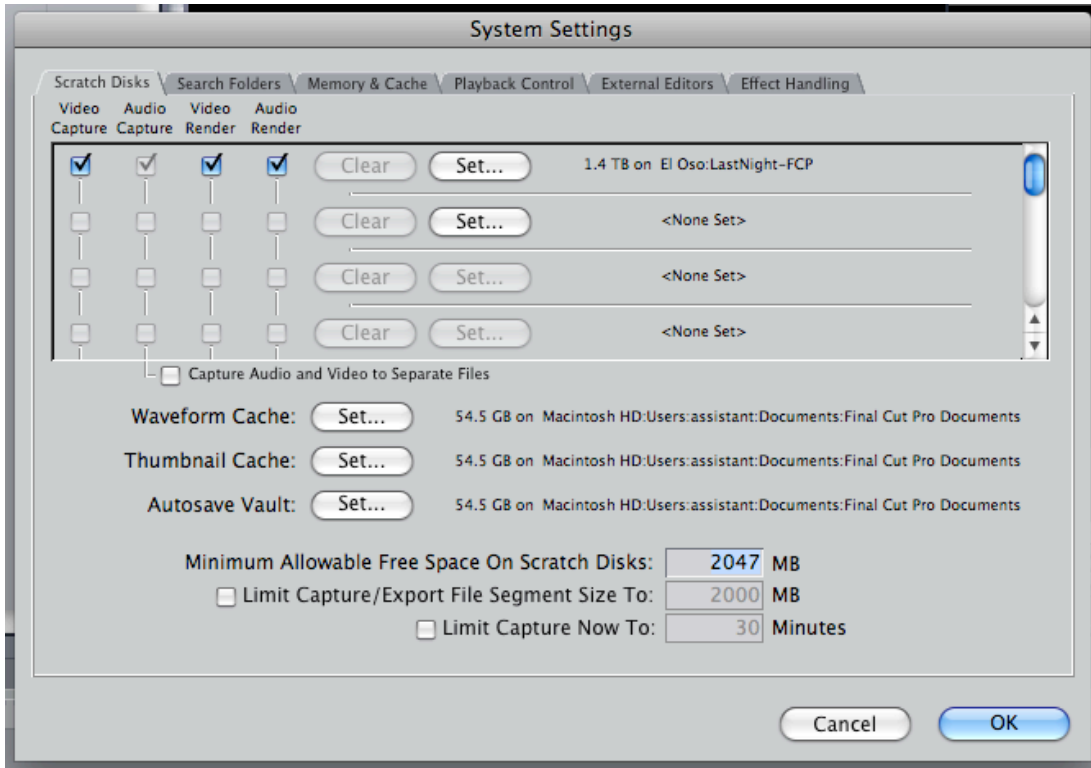 System Settings
Scratch Disks Search Folders Memory & Cache Playback Control External Editors Effect Handling
Video Audio Video Audio
Capture Capture Render Render
Clear Set... 1.4 TB on El Oso:LastNight-FCP
Clear Set... <None Set>
Clear Set... <None Set>
Clear Set... <None Set>
Capture Audio and Video to Separate Files
Waveform Cache: Set... 54.5 GB on Macintosh HD:Users:assistant:Documents:Final Cut Pro Documents
Thumbnail Cache: Set... 54.5 GB on Macintosh HD:Users:assistant:Documents:Final Cut Pro Documents
Autosave Vault: Set... 54.5 GB on Macintosh HD:Users:assistant:Documents:Final Cut Pro Documents
Minimum Allowable Free Space On Scratch Disks: 2047 MB
Limit Capture/Export File Segment Size To: 2000 MB
Limit Capture Now To: 30 Minutes
Cancel OK